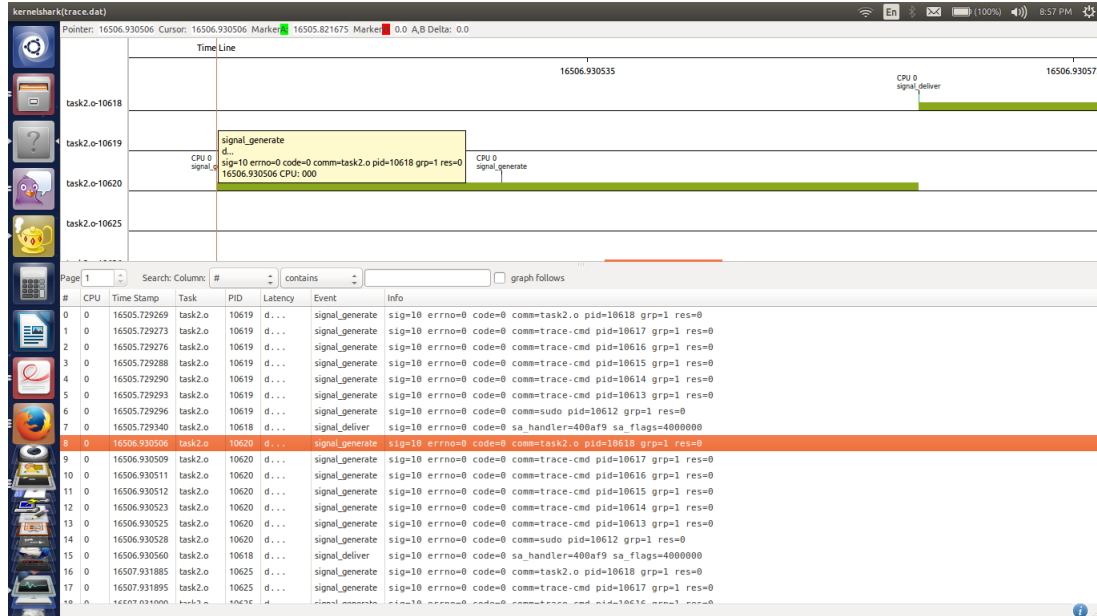 kernelshark(trace.dat)
En
(100%)
8:57 PM
Pointer: 16506.930506 Cursor: 16506.930506 MarkerA: 16505.821675 MarkerB: 0.0 A,B Delta: 0.0
Time Line
16506.930535 16506.93057
CPU 0
signal_deliver
task2.o-10618
task2.o-10619
signal_generate
d...
sig=10 errno=0 code=0 comm=task2.o pid=10618 grp=1 res=0
16506.930506 CPU: 000
CPU 0
signal_g
CPU 0
signal_generate
task2.o-10620
task2.o-10625
Page 1 Search: Column: # contains graph follows
# CPU Time Stamp Task PID Latency Event Info
0 0 16505.729269 task2.o 10619 d... signal_generate sig=10 errno=0 code=0 comm=task2.o pid=10618 grp=1 res=0
1 0 16505.729273 task2.o 10619 d... signal_generate sig=10 errno=0 code=0 comm=trace-cmd pid=10617 grp=1 res=0
2 0 16505.729276 task2.o 10619 d... signal_generate sig=10 errno=0 code=0 comm=trace-cmd pid=10616 grp=1 res=0
3 0 16505.729288 task2.o 10619 d... signal_generate sig=10 errno=0 code=0 comm=trace-cmd pid=10615 grp=1 res=0
4 0 16505.729290 task2.o 10619 d... signal_generate sig=10 errno=0 code=0 comm=trace-cmd pid=10614 grp=1 res=0
5 0 16505.729293 task2.o 10619 d... signal_generate sig=10 errno=0 code=0 comm=trace-cmd pid=10613 grp=1 res=0
6 0 16505.729296 task2.o 10619 d... signal_generate sig=10 errno=0 code=0 comm=sudo pid=10612 grp=1 res=0
7 0 16505.729340 task2.o 10618 d... signal_deliver sig=10 errno=0 code=0 sa_handler=400af9 sa_flags=4000000
8 0 16506.930506 task2.o 10620 d... signal_generate sig=10 errno=0 code=0 comm=task2.o pid=10618 grp=1 res=0
9 0 16506.930509 task2.o 10620 d... signal_generate sig=10 errno=0 code=0 comm=trace-cmd pid=10617 grp=1 res=0
10 0 16506.930511 task2.o 10620 d... signal_generate sig=10 errno=0 code=0 comm=trace-cmd pid=10616 grp=1 res=0
11 0 16506.930512 task2.o 10620 d... signal_generate sig=10 errno=0 code=0 comm=trace-cmd pid=10615 grp=1 res=0
12 0 16506.930523 task2.o 10620 d... signal_generate sig=10 errno=0 code=0 comm=trace-cmd pid=10614 grp=1 res=0
13 0 16506.930525 task2.o 10620 d... signal_generate sig=10 errno=0 code=0 comm=trace-cmd pid=10613 grp=1 res=0
14 0 16506.930528 task2.o 10620 d... signal_generate sig=10 errno=0 code=0 comm=sudo pid=10612 grp=1 res=0
15 0 16506.930560 task2.o 10618 d... signal_deliver sig=10 errno=0 code=0 sa_handler=400af9 sa_flags=4000000
16 0 16507.931885 task2.o 10625 d... signal_generate sig=10 errno=0 code=0 comm=task2.o pid=10618 grp=1 res=0
17 0 16507.931895 task2.o 10625 d... signal_generate sig=10 errno=0 code=0 comm=trace-cmd pid=10617 grp=1 res=0